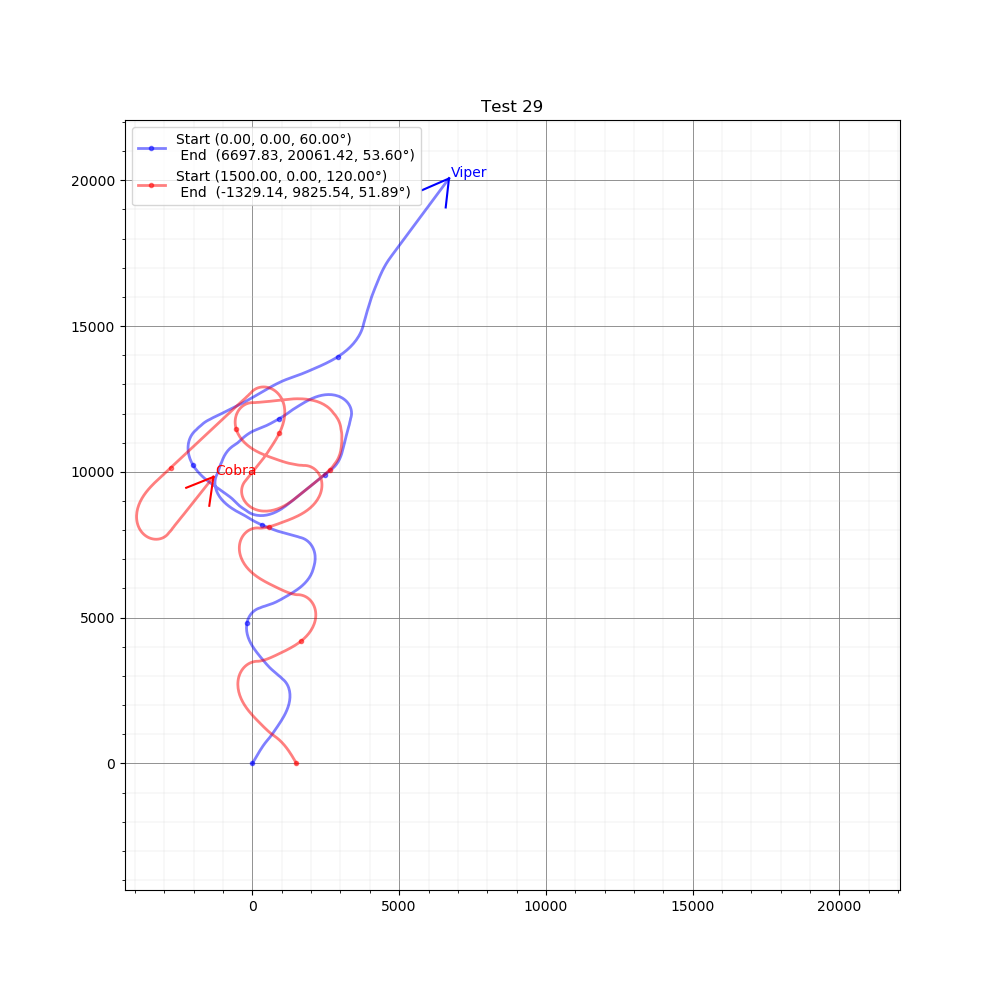 Test 29
Start (0.00, 0.00, 60.00°)
End (6697.83, 20061.42, 53.60°)
Start (1500.00, 0.00, 120.00°)
End (-1329.14, 9825.54, 51.89°)
Viper
Cobra
20000
15000
10000
5000
0
0 5000 10000 15000 20000